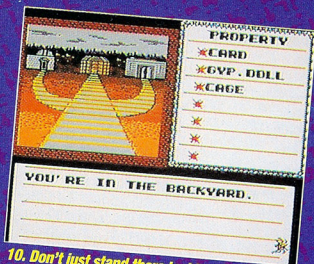 PROPERTY
CARD
GYP.DOLL
CAGE
YOU'RE IN THE BACKYARD.
10. Don't just stand there